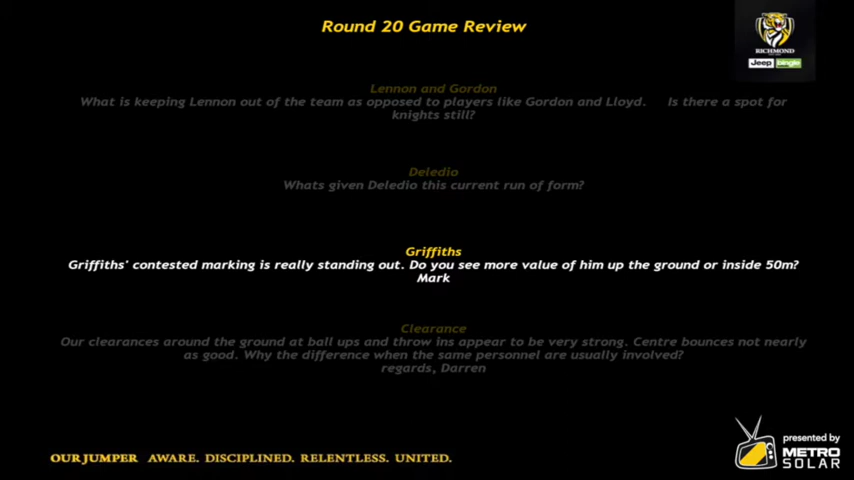 Round 20 Game Review
RICHMOND
Jeep bingle
Lennon and Gordon
What is keeping Lennon out of the team as opposed to players like Gordon and Lloyd. Is there a spot for
knights still?
Deledio
Whats given Deledio this current run of form?
Griffiths
Griffiths' contested marking is really standing out. Do you see more value of him up the ground or inside 50m?
Mark
Clearance
Our clearances around the ground at ball ups and throw ins appear to be very strong. Centre bounces not nearly
as good. Why the difference when the same personnel are usually involved?
regards, Darren
OUR JUMPER AWARE. DISCIPLINED. RELENTLESS. UNITED.
presented by
METRO
SOLAR